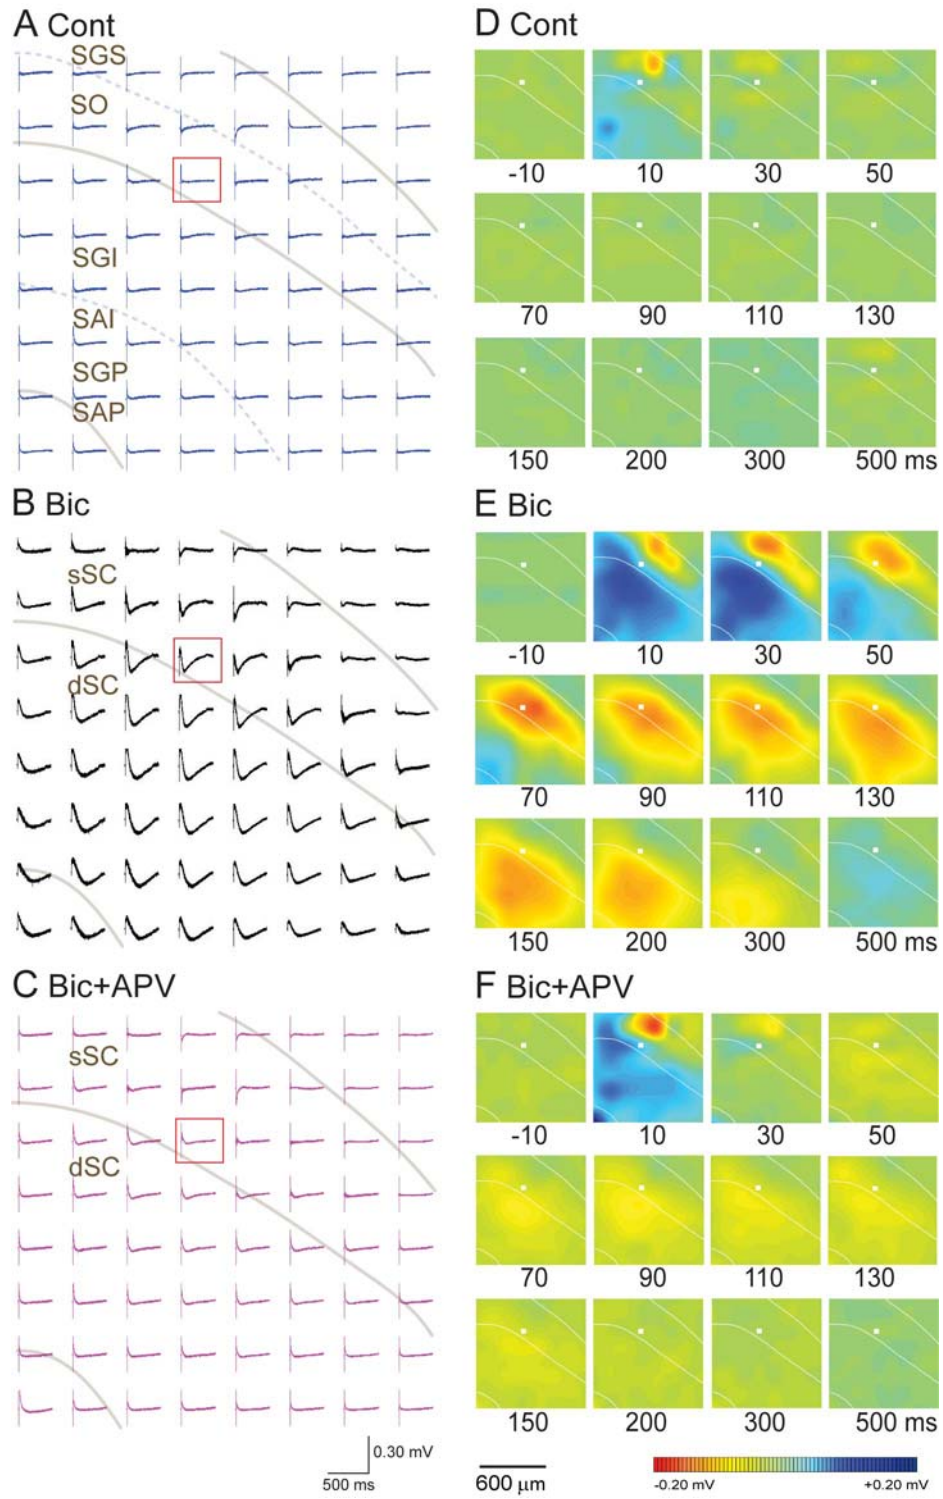 A Cont
SGS
SO
SGI
SAI
SGP
SAP
B Bic
sSC
dSC
C Bic+APV
sSC
dSC
0.30 mV
500 ms
D Cont
-10 10 30 50
70 90 110 130
150 200 300 500 ms
E Bic
-10 10 30 50
70 90 110 130
150 200 300 500 ms
F Bic+APV
-10 10 30 50
70 90 110 130
150 200 300 500 ms
600 μm
-0.20 mV +0.20 mV